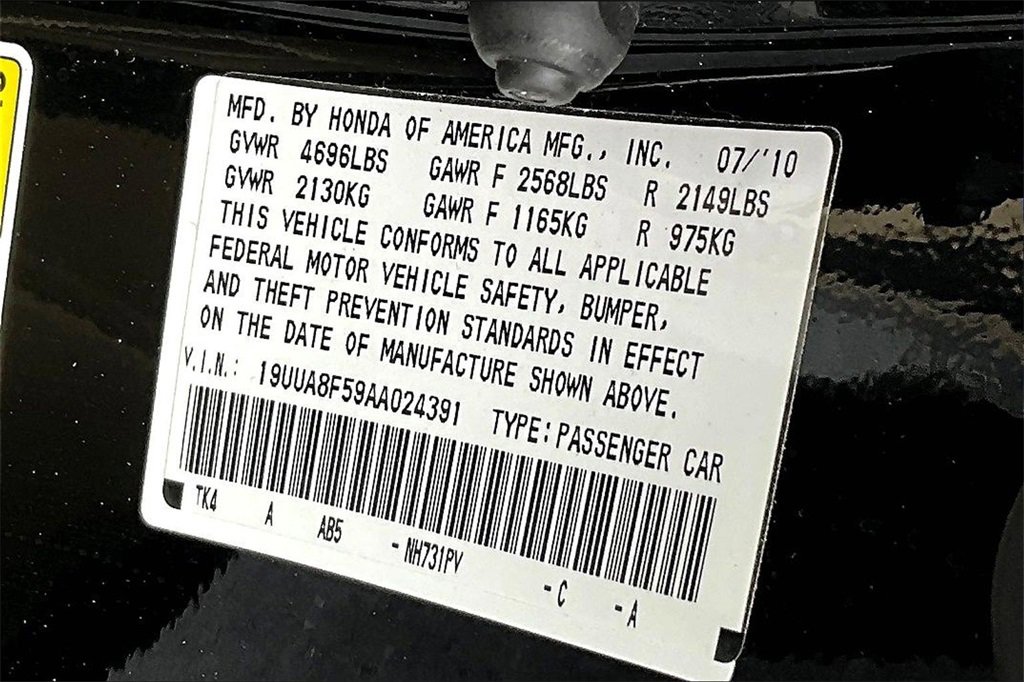 MFD. BY HONDA OF AMERICA MFG., INC. 07/'10
GVWR 4696LBS GAWR F 2568LBS R 2149LBS
GVWR 2130KG GAWR F 1165KG R 975KG
THIS VEHICLE CONFORMS TO ALL APPLICABLE
FEDERAL MOTOR VEHICLE SAFETY, BUMPER,
AND THEFT PREVENTION STANDARDS IN EFFECT
ON THE DATE OF MANUFACTURE SHOWN ABOVE.
V.I.N.: 19UUA8F59AA024391 TYPE:PASSENGER CAR
TK4 A AB5 -NH731PV -C -A